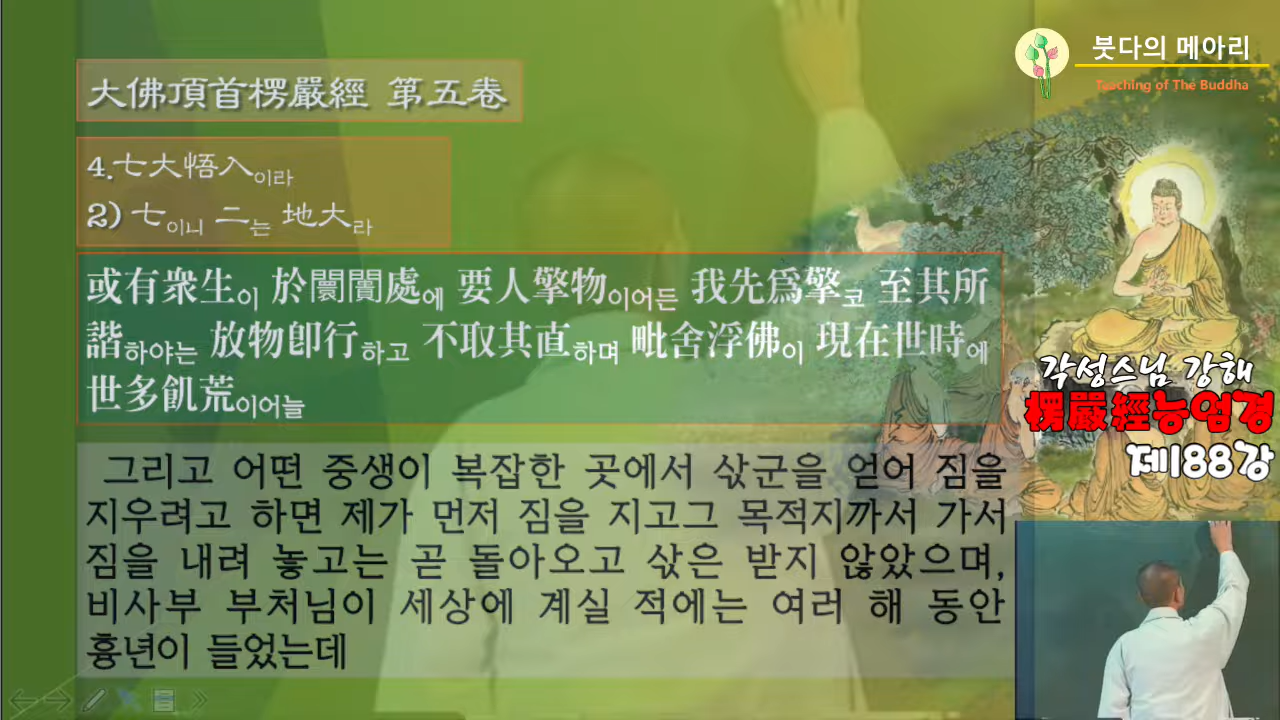 大佛頂首楞嚴經 第五卷
4.七大悟入이라
2) 七이니 二는 地大라
或有衆生이 於闤闠處에 要人擎物이어든 我先爲擎코 至其所
諧하야는 放物卽行하고 不取其直하며 毗舍浮佛이 現在世時에
世多飢荒이어늘
그리고 어떤 중생이 복잡한 곳에서 삯군을 얻어 짐을
지우려고 하면 제가 먼저 짐을 지고그 목적지까서 가서
짐을 내려 놓고는 곧 돌아오고 삯은 받지 않았으며,
비사부 부처님이 세상에 계실 적에는 여러 해 동안
흉년이 들었는데
붓다의 메아리
Teaching of The Buddha
각성스님 강해
楞嚴經능엄경
제188강